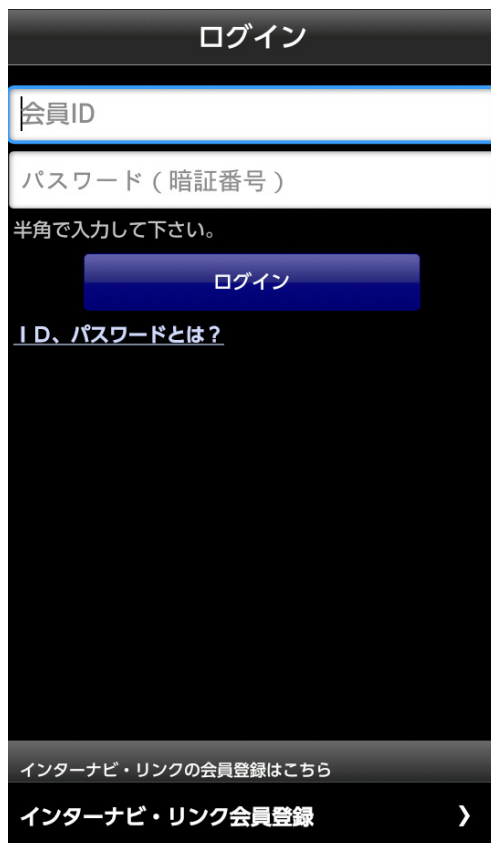 ログイン
会員ID
パスワード（暗証番号）
半角で入力して下さい。
ログイン
ＩＤ、パスワードとは？
インターナビ・リンクの会員登録はこちら
インターナビ・リンク会員登録 ❯